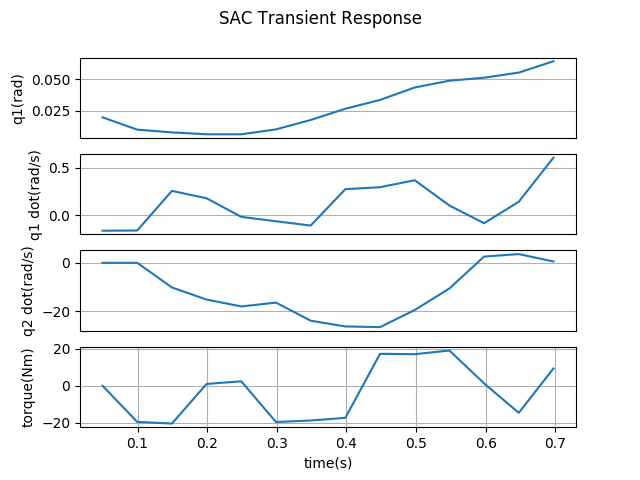 SAC Transient Response
q1(rad)
0.050
0.025
q1 dot(rad/s)
0.5
0.0
q2 dot(rad/s)
0
−20
torque(Nm)
20
0
−20
0.1 0.2 0.3 0.4 0.5 0.6 0.7
time(s)